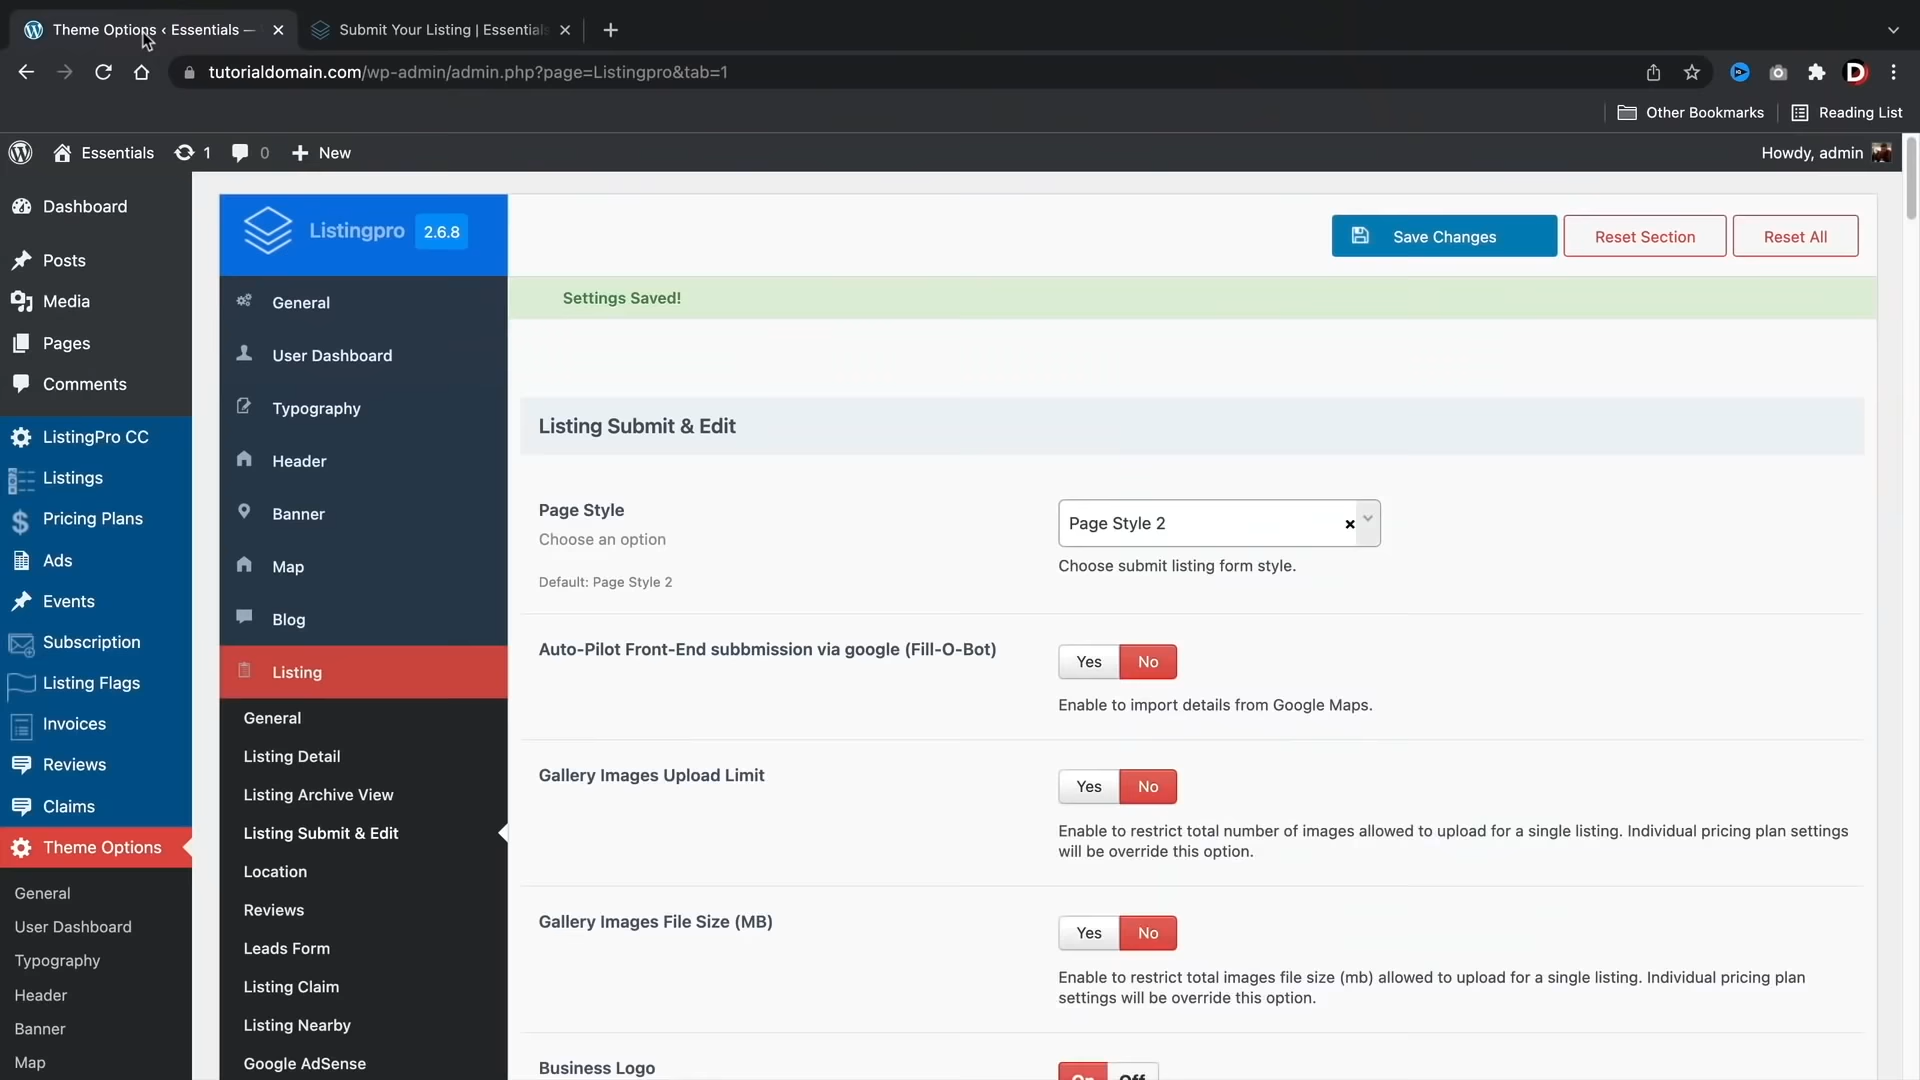 Theme Options ‹ Essentials —
Submit Your Listing | Essentials
tutorialdomain.com/wp-admin/admin.php?page=Listingpro&tab=1
Other Bookmarks
Reading List
Essentials
1
0
New
Howdy, admin
Dashboard
Posts
Media
Pages
Comments
ListingPro CC
Listings
Pricing Plans
Ads
Events
Subscription
Listing Flags
Invoices
Reviews
Claims
Theme Options
General
User Dashboard
Typography
Header
Banner
Map
Listingpro 2.6.8
General
User Dashboard
Typography
Header
Banner
Map
Blog
Listing
General
Listing Detail
Listing Archive View
Listing Submit & Edit
Location
Reviews
Leads Form
Listing Claim
Listing Nearby
Google AdSense
Save Changes
Reset Section
Reset All
Settings Saved!
Listing Submit & Edit
Page Style
Choose an option
Default: Page Style 2
Page Style 2
Choose submit listing form style.
Auto-Pilot Front-End subbmission via google (Fill-O-Bot)
Yes No
Enable to import details from Google Maps.
Gallery Images Upload Limit
Yes No
Enable to restrict total number of images allowed to upload for a single listing. Individual pricing plan settings
will be override this option.
Gallery Images File Size (MB)
Yes No
Enable to restrict total images file size (mb) allowed to upload for a single listing. Individual pricing plan
settings will be override this option.
Business Logo
On Off